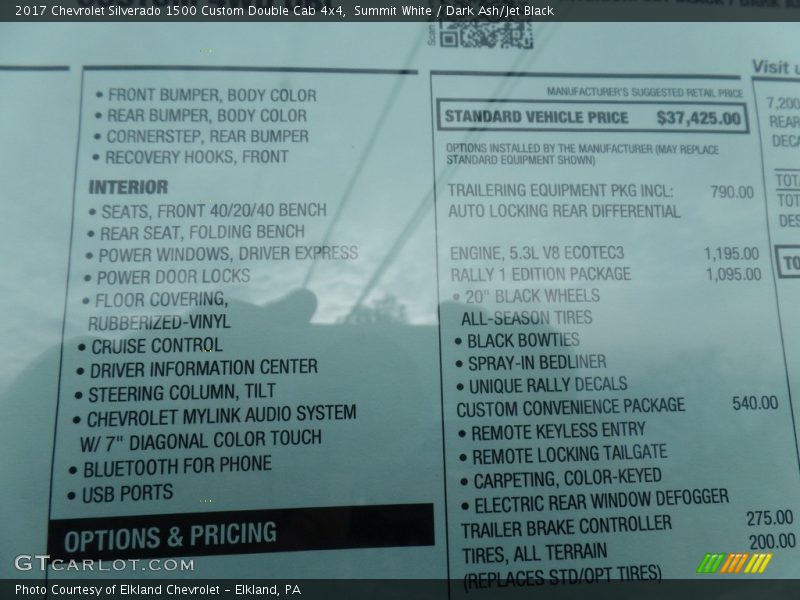 2017 Chevrolet Silverado 1500 Custom Double Cab 4x4, Summit White / Dark Ash/Jet Black
Scan
Visit
• FRONT BUMPER, BODY COLOR
• REAR BUMPER, BODY COLOR
• CORNERSTEP, REAR BUMPER
• RECOVERY HOOKS, FRONT
INTERIOR
• SEATS, FRONT 40/20/40 BENCH
• REAR SEAT, FOLDING BENCH
• POWER WINDOWS, DRIVER EXPRESS
• POWER DOOR LOCKS
• FLOOR COVERING,
RUBBERIZED-VINYL
• CRUISE CONTROL
• DRIVER INFORMATION CENTER
• STEERING COLUMN, TILT
• CHEVROLET MYLINK AUDIO SYSTEM
W/ 7" DIAGONAL COLOR TOUCH
• BLUETOOTH FOR PHONE
• USB PORTS
OPTIONS & PRICING
MANUFACTURER'S SUGGESTED RETAIL PRICE
STANDARD VEHICLE PRICE $37,425.00
OPTIONS INSTALLED BY THE MANUFACTURER (MAY REPLACE
STANDARD EQUIPMENT SHOWN)
TRAILERING EQUIPMENT PKG INCL: 790.00
AUTO LOCKING REAR DIFFERENTIAL
ENGINE, 5.3L V8 ECOTEC3 1,195.00
RALLY 1 EDITION PACKAGE 1,095.00
• 20" BLACK WHEELS
ALL-SEASON TIRES
• BLACK BOWTIES
• SPRAY-IN BEDLINER
• UNIQUE RALLY DECALS
CUSTOM CONVENIENCE PACKAGE 540.00
• REMOTE KEYLESS ENTRY
• REMOTE LOCKING TAILGATE
• CARPETING, COLOR-KEYED
• ELECTRIC REAR WINDOW DEFOGGER
TRAILER BRAKE CONTROLLER 275.00
TIRES, ALL TERRAIN 200.00
(REPLACES STD/OPT TIRES)
7,200
REAR
DECA
TOTA
TOT
DES
TO
GTCARLOT.COM
Photo Courtesy of Elkland Chevrolet - Elkland, PA